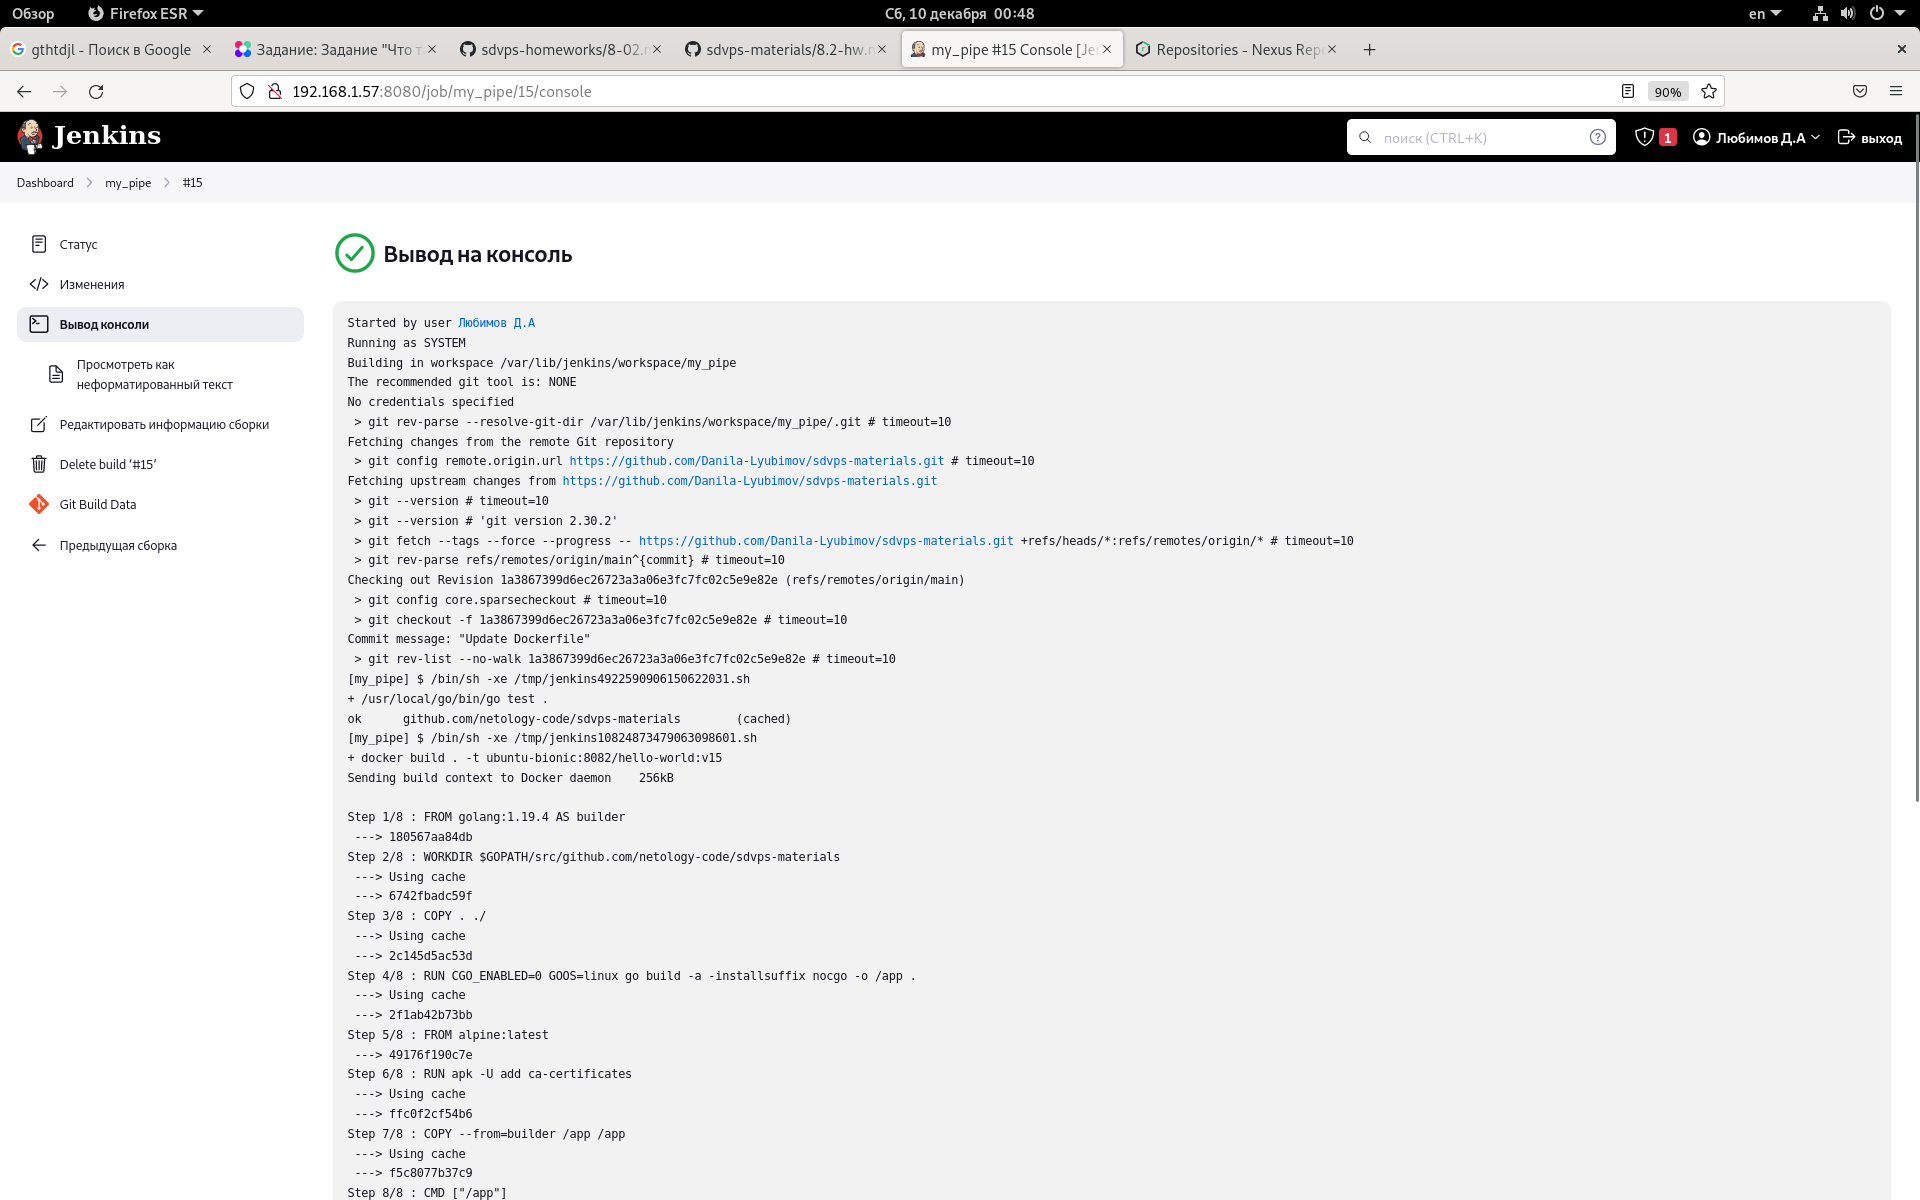 Обзор
Firefox ESR
Сб, 10 декабря 00:48
en
gthtdjl - Поиск в Google
Задание: Задание "Что т
sdvps-homeworks/8-02.
sdvps-materials/8.2-hw.
my_pipe #15 Console [Je
Repositories - Nexus Rep
192.168.1.57:8080/job/my_pipe/15/console
90%
Jenkins
поиск (CTRL+K)
1
Любимов Д.А
выход
Dashboard
my_pipe
#15
Статус
Изменения
Вывод консоли
Просмотреть как
неформатированный текст
Редактировать информацию сборки
Delete build ‘#15’
Git Build Data
Предыдущая сборка
Вывод на консоль
Started by user Любимов Д.А
Running as SYSTEM
Building in workspace /var/lib/jenkins/workspace/my_pipe
The recommended git tool is: NONE
No credentials specified
> git rev-parse --resolve-git-dir /var/lib/jenkins/workspace/my_pipe/.git # timeout=10
Fetching changes from the remote Git repository
> git config remote.origin.url https://github.com/Danila-Lyubimov/sdvps-materials.git # timeout=10
Fetching upstream changes from https://github.com/Danila-Lyubimov/sdvps-materials.git
> git --version # timeout=10
> git --version # 'git version 2.30.2'
> git fetch --tags --force --progress -- https://github.com/Danila-Lyubimov/sdvps-materials.git +refs/heads/*:refs/remotes/origin/* # timeout=10
> git rev-parse refs/remotes/origin/main^{commit} # timeout=10
Checking out Revision 1a3867399d6ec26723a3a06e3fc7fc02c5e9e82e (refs/remotes/origin/main)
> git config core.sparsecheckout # timeout=10
> git checkout -f 1a3867399d6ec26723a3a06e3fc7fc02c5e9e82e # timeout=10
Commit message: "Update Dockerfile"
> git rev-list --no-walk 1a3867399d6ec26723a3a06e3fc7fc02c5e9e82e # timeout=10
[my_pipe] $ /bin/sh -xe /tmp/jenkins4922590906150622031.sh
+ /usr/local/go/bin/go test .
ok github.com/netology-code/sdvps-materials (cached)
[my_pipe] $ /bin/sh -xe /tmp/jenkins10824873479063098601.sh
+ docker build . -t ubuntu-bionic:8082/hello-world:v15
Sending build context to Docker daemon 256kB
Step 1/8 : FROM golang:1.19.4 AS builder
---> 180567aa84db
Step 2/8 : WORKDIR $GOPATH/src/github.com/netology-code/sdvps-materials
---> Using cache
---> 6742fbadc59f
Step 3/8 : COPY . ./
---> Using cache
---> 2c145d5ac53d
Step 4/8 : RUN CGO_ENABLED=0 GOOS=linux go build -a -installsuffix nocgo -o /app .
---> Using cache
---> 2f1ab42b73bb
Step 5/8 : FROM alpine:latest
---> 49176f190c7e
Step 6/8 : RUN apk -U add ca-certificates
---> Using cache
---> ffc0f2cf54b6
Step 7/8 : COPY --from=builder /app /app
---> Using cache
---> f5c8077b37c9
Step 8/8 : CMD ["/app"]